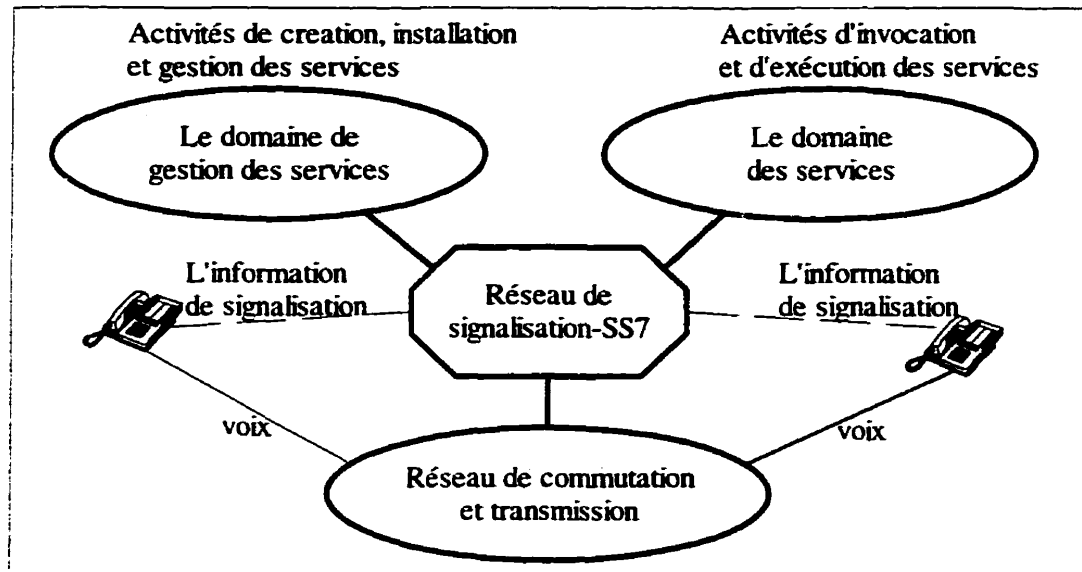 Activités de creation, installation
et gestion des services
Activités d'invocation
et d'exécution des services
Le domaine de
gestion des services
Le domaine
des services
L'information
de signalisation
Réseau de
signalisation-SS7
L'information
de signalisation
voix
voix
Réseau de commutation
et transmission